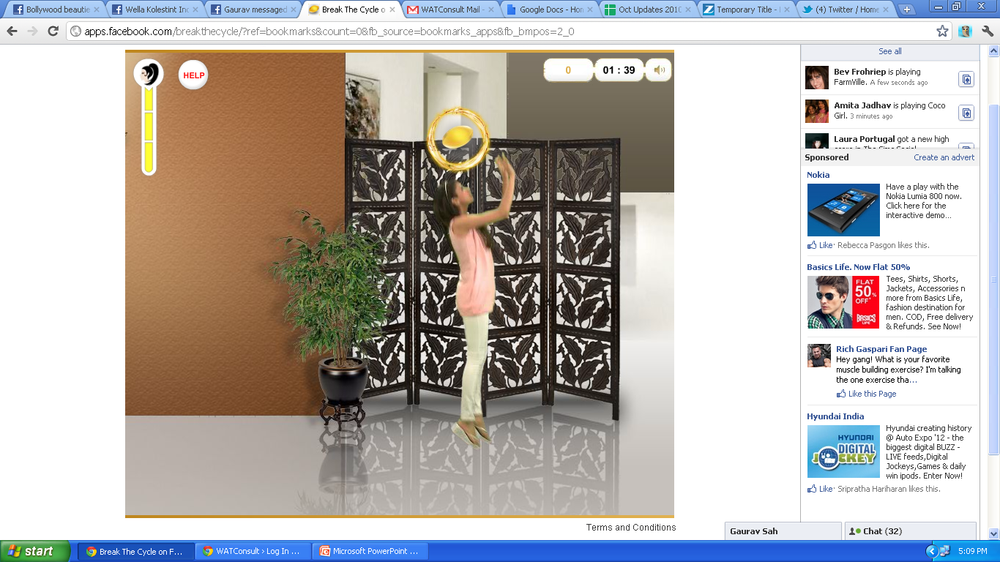 Bollywood beautie
Wella Kolestint Inc
Gaurav messaged
Break The Cycle on
WATConsult Mail -
Google Docs - Hom
Oct Updates 2010
Temporary Title - 
(4) Twitter / Home
apps.facebook.com/breakthecycle/?ref=bookmarks&count=0&fb_source=bookmarks_apps&fb_bmpos=2_0
HELP
0
01 : 39
See all
Bev Frohriep is playing
FarmVille. A few seconds ago
Amita Jadhav is playing Coco
Girl. 3 minutes ago
Laura Portugal got a new high
score in The Sims Social.
Sponsored
Create an advert
Nokia
Have a play with the
Nokia Lumia 800 now.
Click here for the
interactive demo...
Like · Rebecca Pasgon likes this.
Basics Life. Now Flat 50%
FLAT
50%
OFF*
BASICS
LIFE
Tees, Shirts, Shorts,
Jackets, Accessories n
more from Basics Life,
fashion destination for
men. COD, Free delivery
& Refunds. See Now!
Rich Gaspari Fan Page
Hey gang! What is your favorite
muscle building exercise? I'm talking
the one exercise tha...
Like this Page
Hyundai India
HYUNDAI
DIGITAL
JOCKEY
Hyundai creating history
@ Auto Expo '12 - the
biggest digital BUZZ -
LIVE feeds,Digital
Jockeys,Games & daily
win ipods. Enter Now!
Like · Sripratha Hariharan likes this.
Terms and Conditions
Gaurav Sah
Chat (32)
start
Break The Cycle on F...
WATConsult › Log In ...
Microsoft PowerPoint ...
5:09 PM